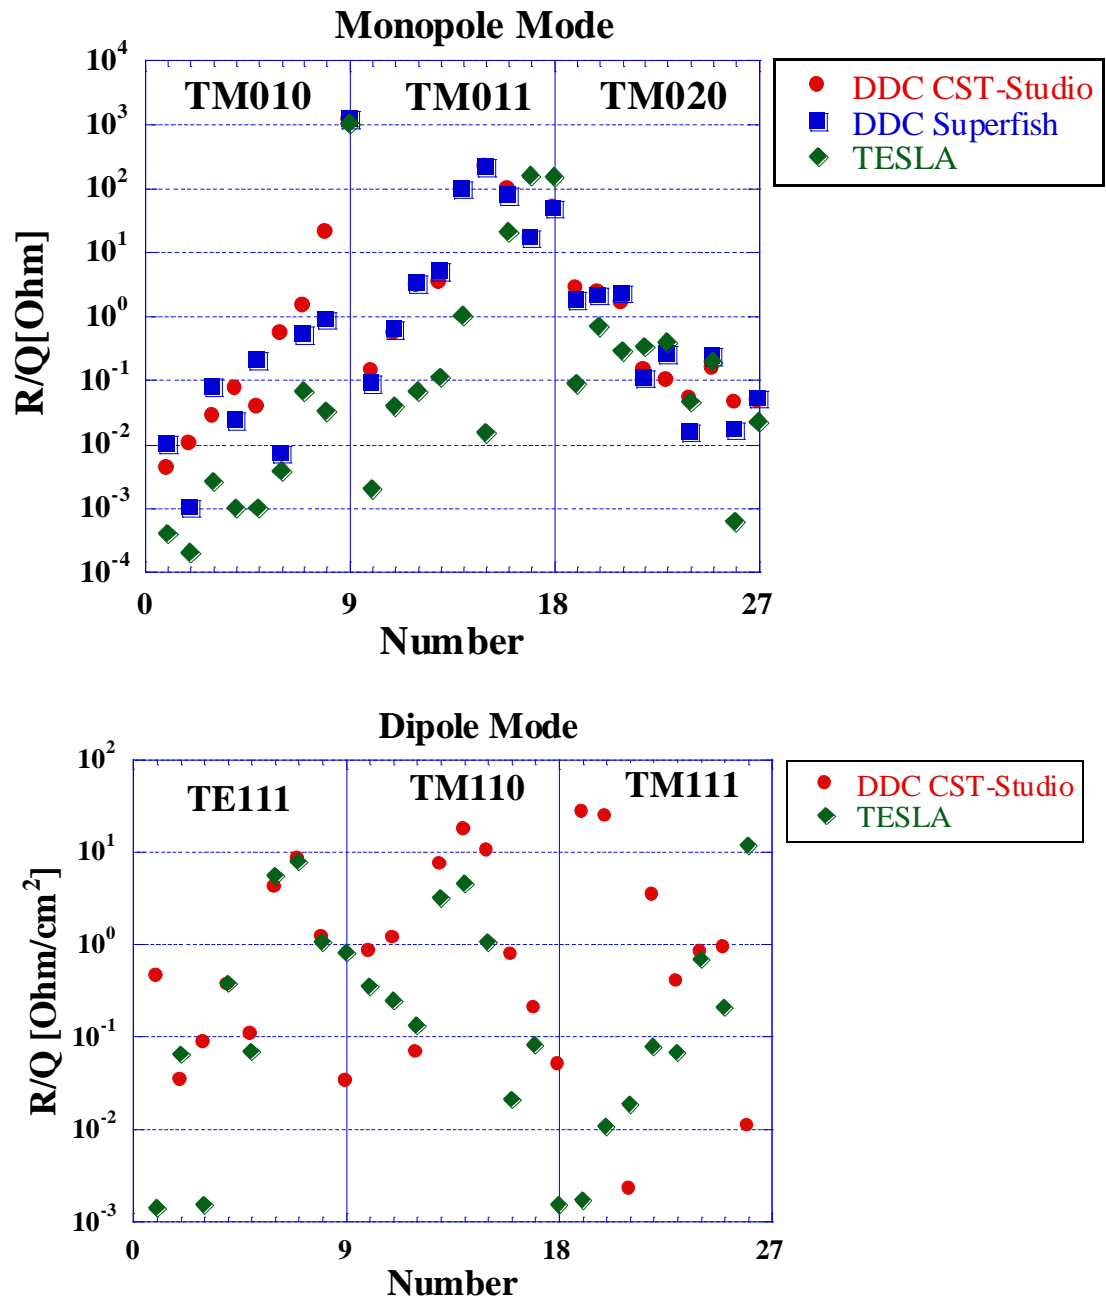 Monopole Mode
10^4
10^3
10^2
10^1
10^0
10^-1
10^-2
10^-3
10^-4
R/Q[Ohm]
TM010
TM011
TM020
DDC CST-Studio
DDC Superfish
TESLA
0
9
18
27
Number
Dipole Mode
10^2
10^1
10^0
10^-1
10^-2
10^-3
R/Q [Ohm/cm^2]
TE111
TM110
TM111
DDC CST-Studio
TESLA
0
9
18
27
Number